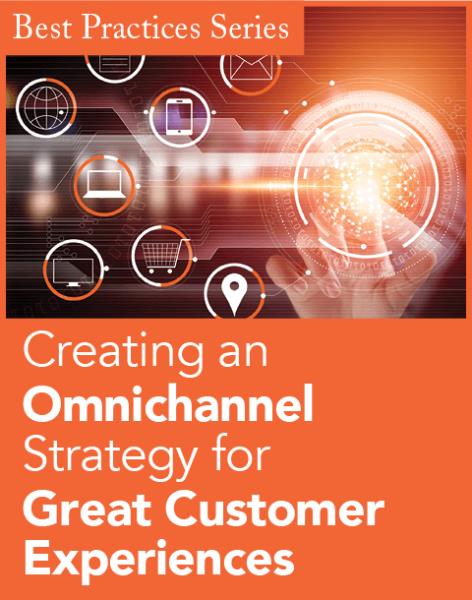 Best Practices Series
Creating an
Omnichannel
Strategy for
Great Customer
Experiences